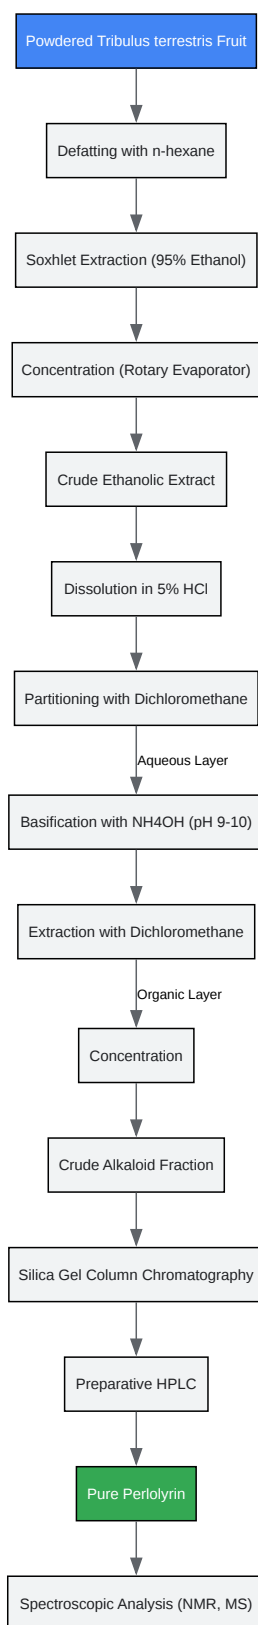 Powdered Tribulus terrestris Fruit
Defatting with n-hexane
Soxhlet Extraction (95% Ethanol)
Concentration (Rotary Evaporator)
Crude Ethanolic Extract
Dissolution in 5% HCl
Partitioning with Dichloromethane
Aqueous Layer
Basification with NH4OH (pH 9-10)
Extraction with Dichloromethane
Organic Layer
Concentration
Crude Alkaloid Fraction
Silica Gel Column Chromatography
Preparative HPLC
Pure Perlolyrin
Spectroscopic Analysis (NMR, MS)